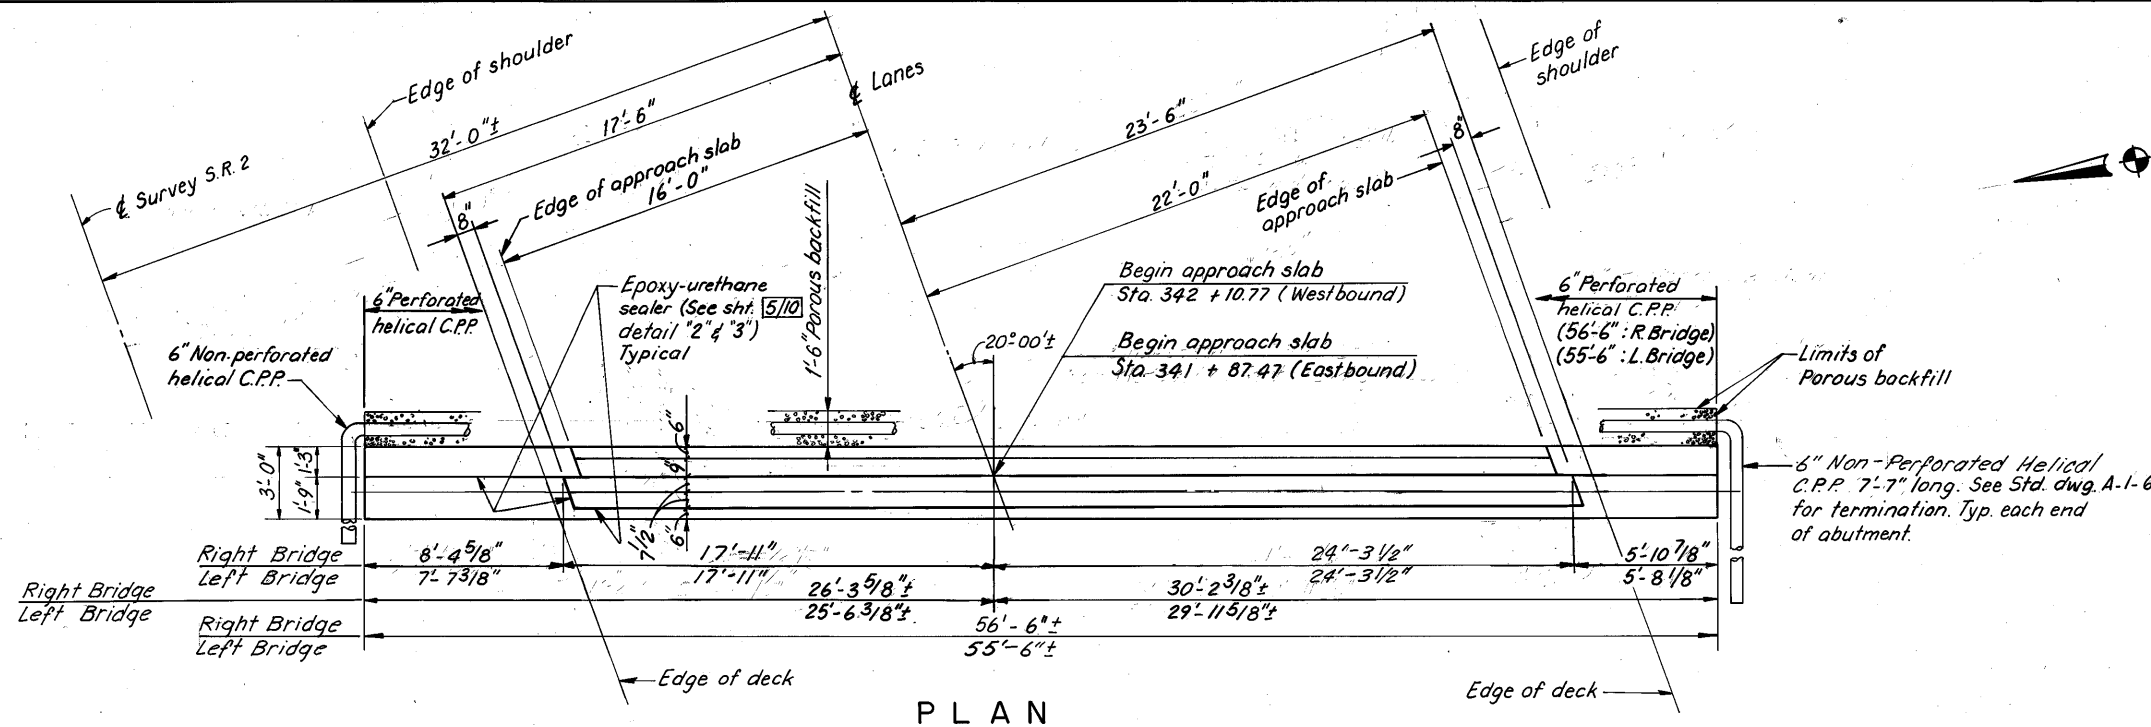 Edge of shoulder
32'-0"±
17'-6"
℄ Lanes
℄ Survey S.R. 2
8"
Edge of approach slab
16'-0"
23'-6"
22'-0"
8"
Edge of
shoulder
Edge of
approach slab
1'-6" Porous backfill
6" Perforated
helical C.P.P.
Epoxy-urethane
sealer (See sht. 5/10
detail "2" & "3")
Typical
Begin approach slab
Sta. 342 + 10.77 (Westbound)
20°00'±
Begin approach slab
Sta. 341 + 87.47 (Eastbound)
6" Perforated
helical C.P.P.
(56'-6" : R. Bridge)
(55'-6" : L. Bridge)
Limits of
Porous backfill
6" Non-perforated
helical C.P.P.
3'-0"
1'-3"
1'-9"
6"
9"
7 1/2"
6"
6" Non-Perforated Helical
C.P.P. 7'-7" long. See Std. dwg. A-1-6
for termination. Typ. each end
of abutment.
Right Bridge 8'-4 5/8" 17'-11" 24'-3 1/2" 5'-10 7/8"
Left Bridge 7'-7 3/8" 17'-11" 24'-3 1/2" 5'-8 1/8"
Right Bridge 26'-3 5/8"± 30'-2 3/8"±
Left Bridge 25'-6 3/8"± 29'-11 5/8"±
Right Bridge 56'-6"±
Left Bridge 55'-6"±
Edge of deck
Edge of deck
PLAN